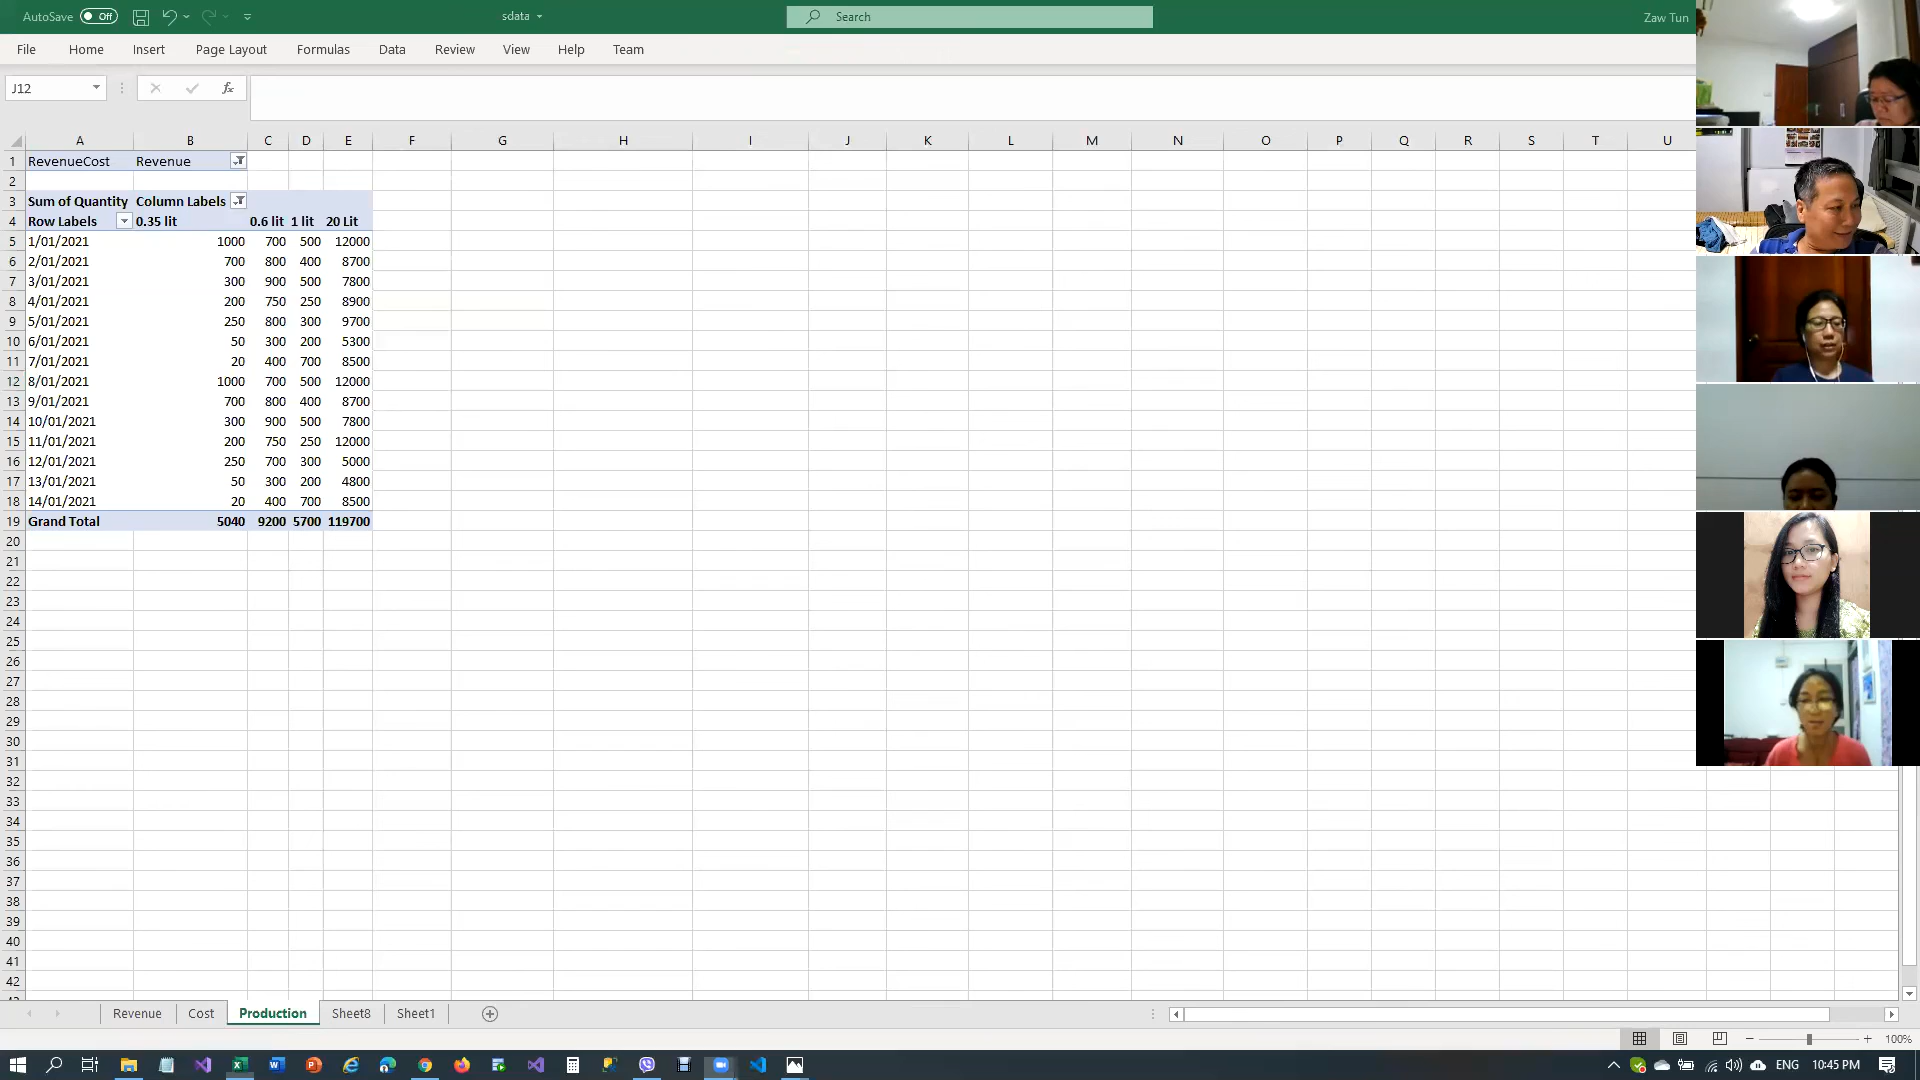 AutoSave Off sdata Search Zaw Tun
File Home Insert Page Layout Formulas Data Review View Help Team
J12 fx
A B C D E F G H I J K L M N O P Q R S T U
1 RevenueCost Revenue
2
3 Sum of Quantity Column Labels
4 Row Labels 0.35 lit 0.6 lit 1 lit 20 Lit
5 1/01/2021 1000 700 500 12000
6 2/01/2021 700 800 400 8700
7 3/01/2021 300 900 500 7800
8 4/01/2021 200 750 250 8900
9 5/01/2021 250 800 300 9700
10 6/01/2021 50 300 200 5300
11 7/01/2021 20 400 700 8500
12 8/01/2021 1000 700 500 12000
13 9/01/2021 700 800 400 8700
14 10/01/2021 300 900 500 7800
15 11/01/2021 200 750 250 12000
16 12/01/2021 250 700 300 5000
17 13/01/2021 50 300 200 4800
18 14/01/2021 20 400 700 8500
19 Grand Total 5040 9200 5700 119700
20
21
22
23
24
25
26
27
28
29
30
31
32
33
34
35
36
37
38
39
40
41
42
Revenue Cost Production Sheet8 Sheet1
100%
ENG 10:45 PM